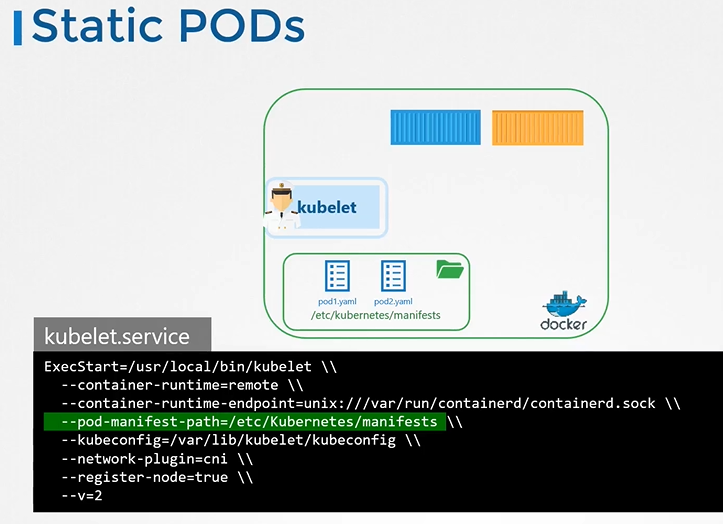 Static PODs
kubelet
pod1.yaml pod2.yaml
/etc/kubernetes/manifests
docker
kubelet.service
ExecStart=/usr/local/bin/kubelet \\
--container-runtime=remote \\
--container-runtime-endpoint=unix:///var/run/containerd/containerd.sock \\
--pod-manifest-path=/etc/Kubernetes/manifests \\
--kubeconfig=/var/lib/kubelet/kubeconfig \\
--network-plugin=cni \\
--register-node=true \\
--v=2